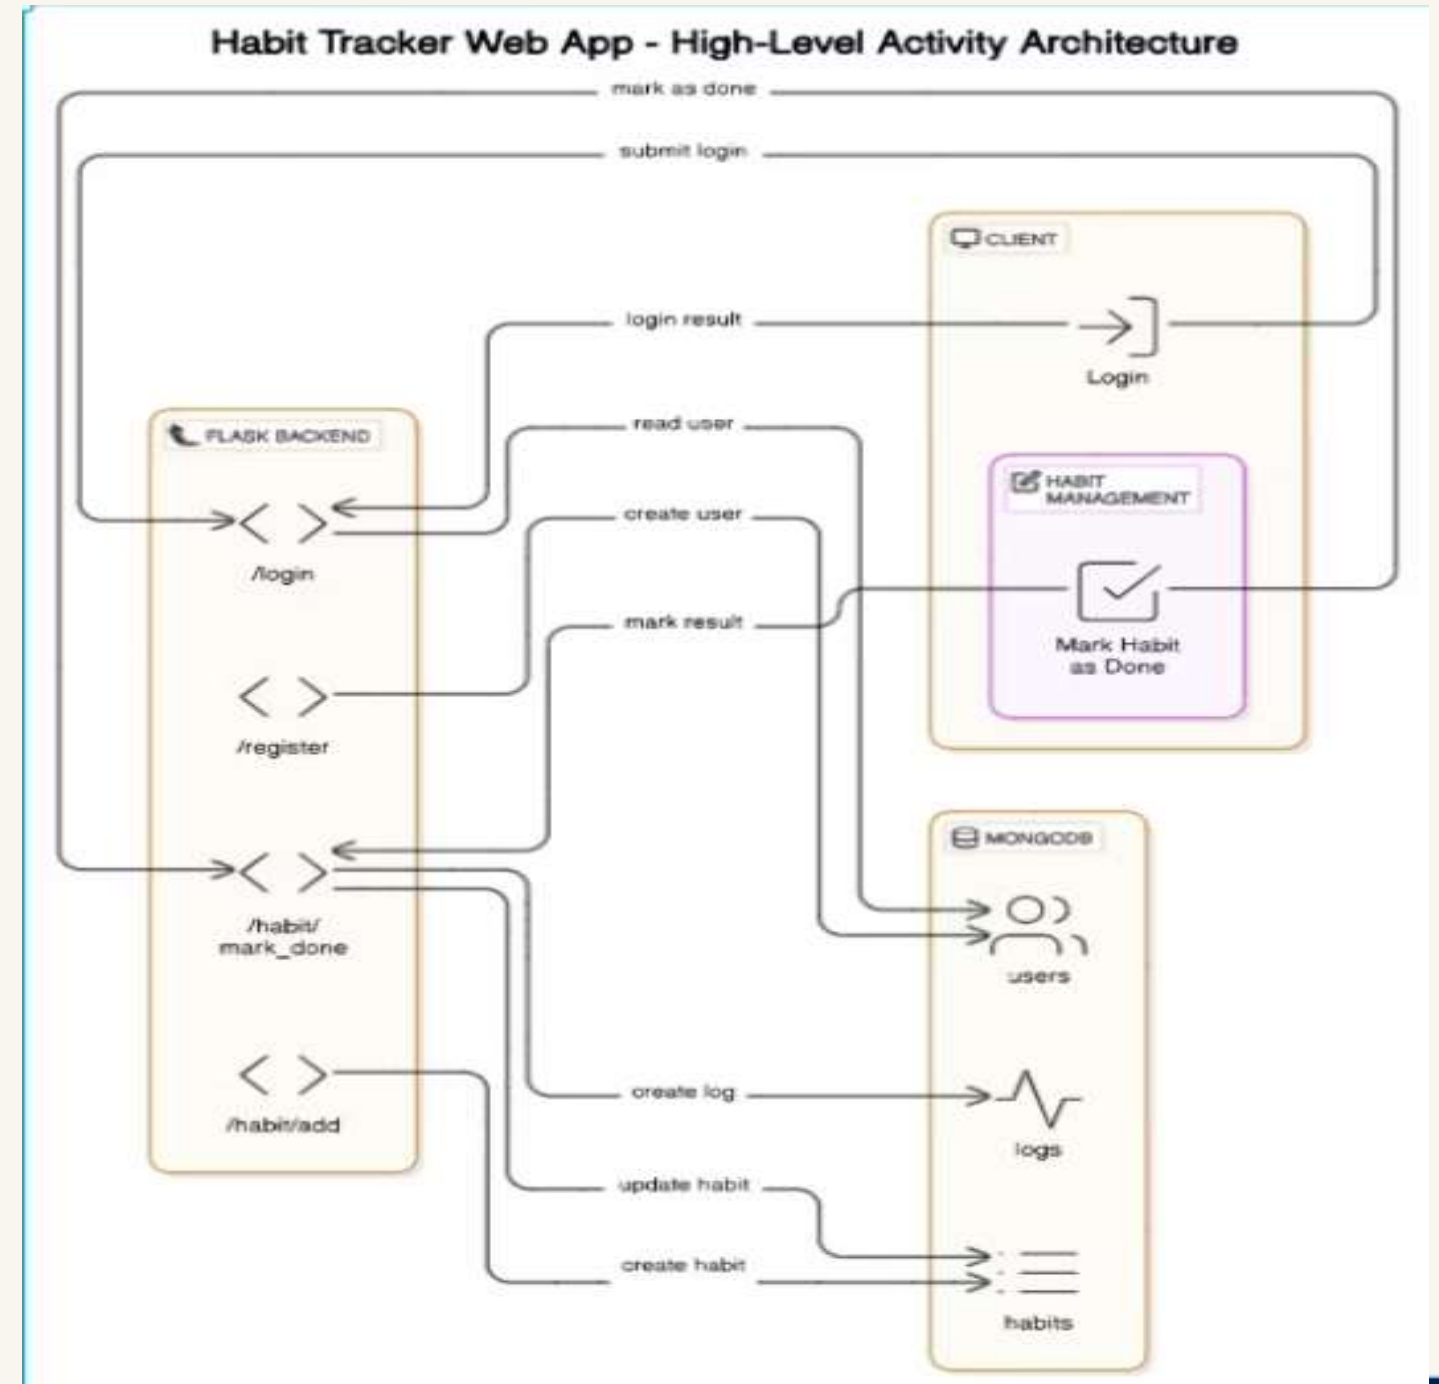 Habit Tracker Web App - High-Level Activity Architecture
mark as done
submit login
CLIENT
login result
Login
read user
FLASK BACKEND
HABIT
MANAGEMENT
create user
/login
mark result
Mark Habit
as Done
/register
MONGODB
/habit/
mark_done
users
create log
/habit/add
logs
update habit
create habit
habits